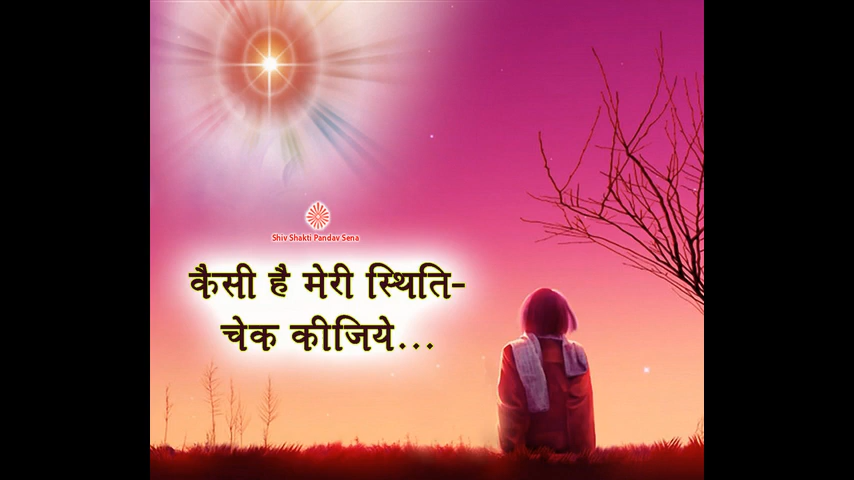 Shiv Shakti Pandav Sena
कैसी है मेरी स्थिति-
चेक कीजिये...